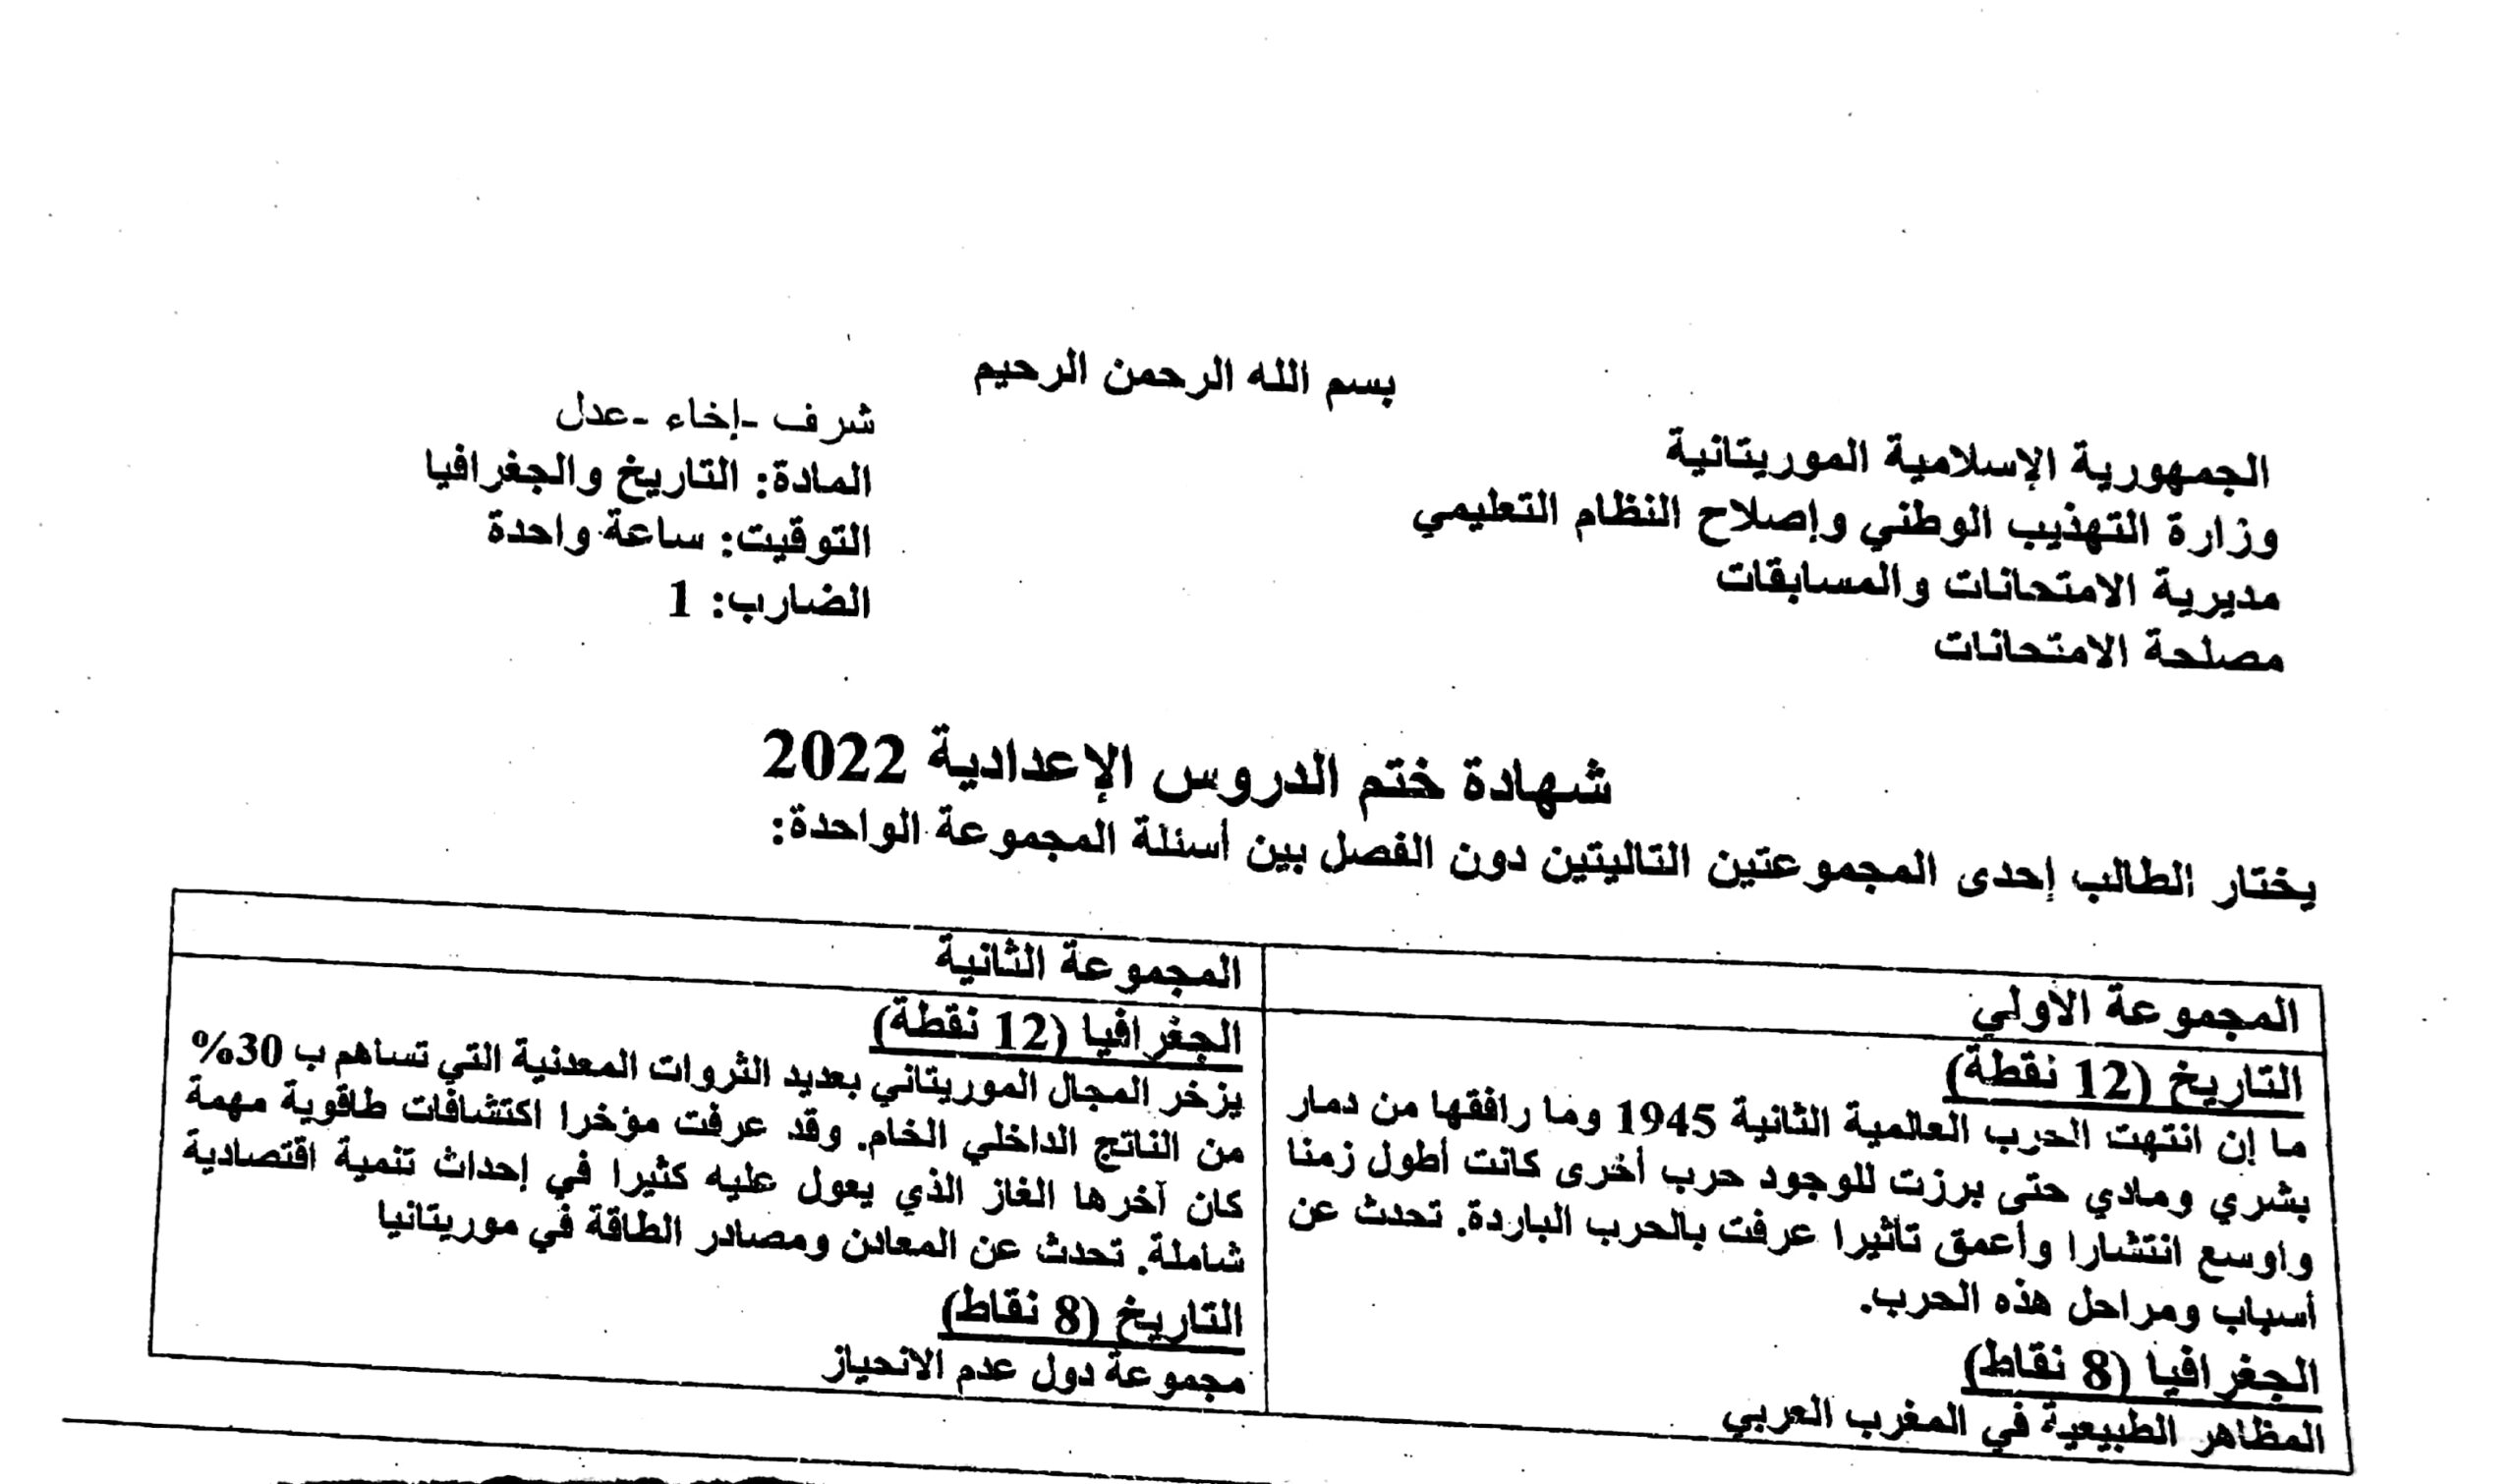 بسم الله الرحمن الرحيم
الجمهورية الإسلامية الموريتانية
وزارة التهذيب الوطني وإصلاح النظام التعليمي
مديرية الامتحانات والمسابقات
مصلحة الامتحانات
شرف -إخاء -عدل
المادة: التاريخ والجغرافيا
التوقيت: ساعة واحدة
الضارب: 1
شهادة ختم الدروس الإعدادية 2022
يختار الطالب إحدى المجموعتين التاليتين دون الفصل بين أسئلة المجموعة الواحدة:
المجموعة الأولي
التاريخ (12 نقطة)
ما إن انتهت الحرب العالمية الثانية 1945 وما رافقها من دمار
بشري ومادي حتى برزت للوجود حرب أخرى كانت أطول زمنا
وأوسع انتشارا وأعمق تأثيرا عرفت بالحرب الباردة. تحدث عن
أسباب ومراحل هذه الحرب.
الجغرافيا (8 نقاط)
المظاهر الطبيعية في المغرب العربي
المجموعة الثانية
الجغرافيا (12 نقطة)
يزخر المجال الموريتاني بعديد الثروات المعدنية التي تساهم ب 30%
من الناتج الداخلي الخام. وقد عرفت مؤخرا اكتشافات طاقوية مهمة
كان آخرها الغاز الذي يعول عليه كثيرا في إحداث تنمية اقتصادية
شاملة. تحدث عن المعادن ومصادر الطاقة في موريتانيا
التاريخ (8 نقاط)
مجموعة دول عدم الانحياز